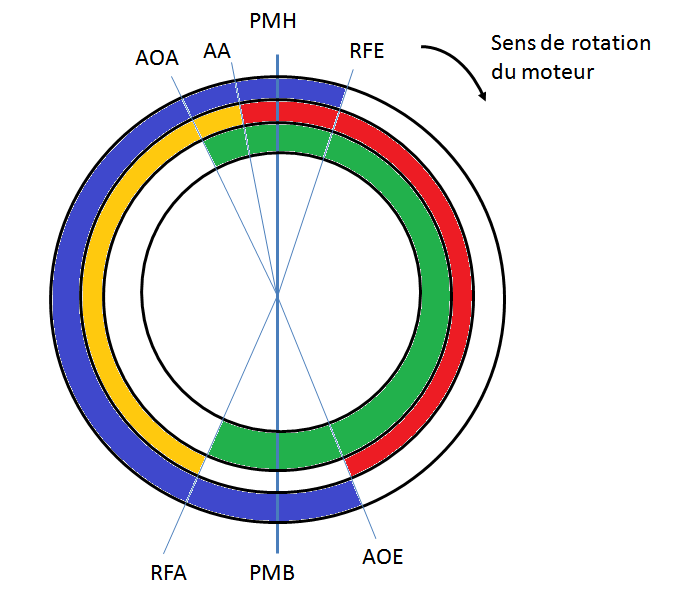 PMH
AOA
AA
RFE
Sens de rotation
du moteur
RFA
PMB
AOE